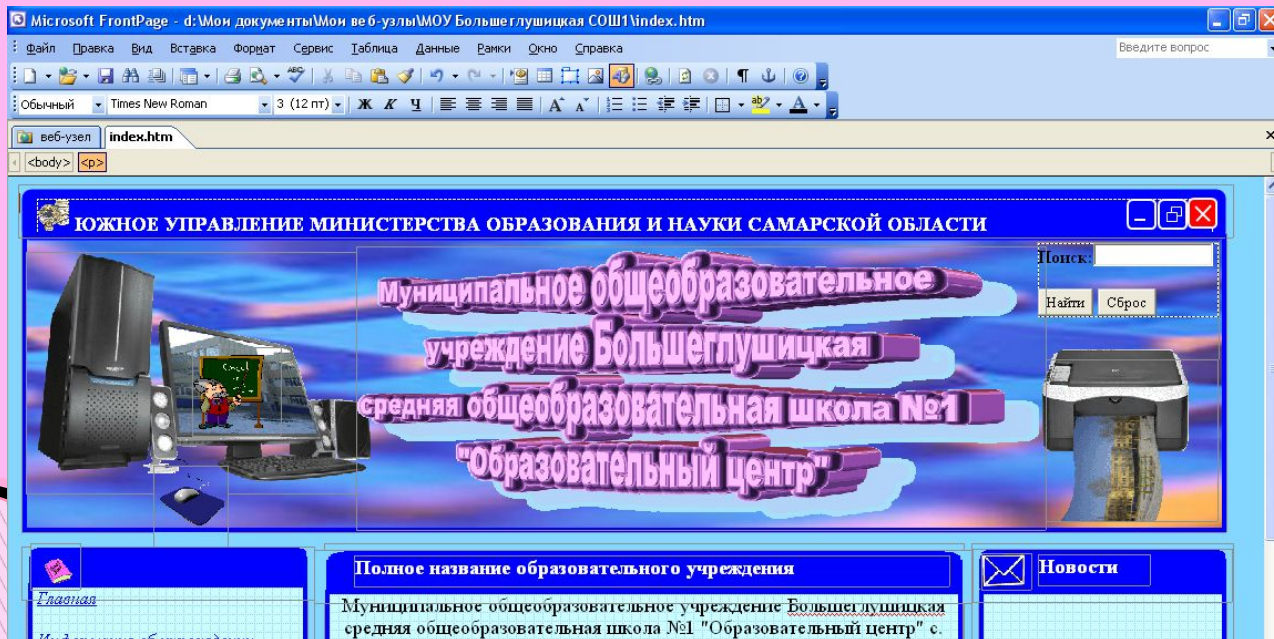 Microsoft FrontPage - d:\Мои документы\Мои веб-узлы\МОУ Большеглушицкая СОШ1\index.htm
Файл Правка Вид Вставка Формат Сервис Таблица Данные Рамки Окно Справка Введите вопрос
Обычный Times New Roman 3 (12 пт) Ж К Ч
веб-узел index.htm
<body> <p>
ЮЖНОЕ УПРАВЛЕНИЕ МИНИСТЕРСТВА ОБРАЗОВАНИЯ И НАУКИ САМАРСКОЙ ОБЛАСТИ
Поиск:
Найти Сброс
Муниципальное общеобразовательное
учреждение Большеглушицкая
средняя общеобразовательная школа №1
"Образовательный центр"
Excel
Полное название образовательного учреждения
Новости
Главная
Муниципальное общеобразовательное учреждение Большеглушицкая
средняя общеобразовательная школа №1 "Образовательный центр" с.